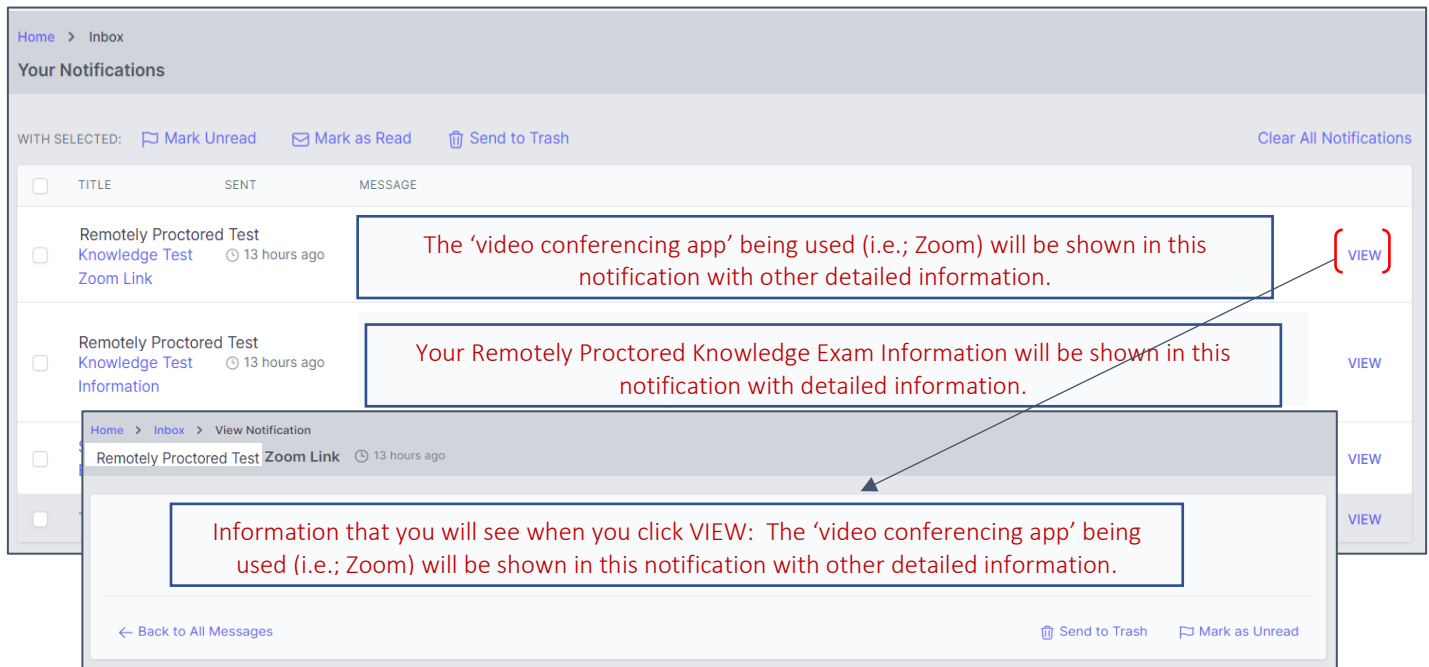 Home > Inbox
Your Notifications
WITH SELECTED: Mark Unread Mark as Read Send to Trash Clear All Notifications
TITLE SENT MESSAGE
Remotely Proctored Test
Knowledge Test
Zoom Link
13 hours ago
The ‘video conferencing app’ being used (i.e.; Zoom) will be shown in this
notification with other detailed information.
VIEW
Remotely Proctored Test
Knowledge Test
Information
13 hours ago
Your Remotely Proctored Knowledge Exam Information will be shown in this
notification with detailed information.
VIEW
VIEW
VIEW
Home > Inbox > View Notification
Remotely Proctored Test Zoom Link 13 hours ago
Information that you will see when you click VIEW: The ‘video conferencing app’ being
used (i.e.; Zoom) will be shown in this notification with other detailed information.
← Back to All Messages Send to Trash Mark as Unread